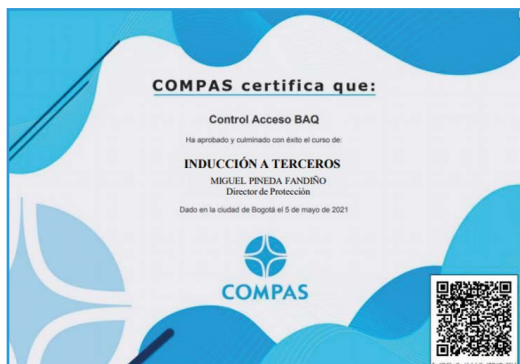 COMPAS certifica que:
Control Acceso BAQ
Ha aprobado y culminado con éxito el curso de:
INDUCCIÓN A TERCEROS
MIGUEL PINEDA FANDIÑO
Director de Protección
Dado en la ciudad de Bogotá el 5 de mayo de 2021
COMPAS